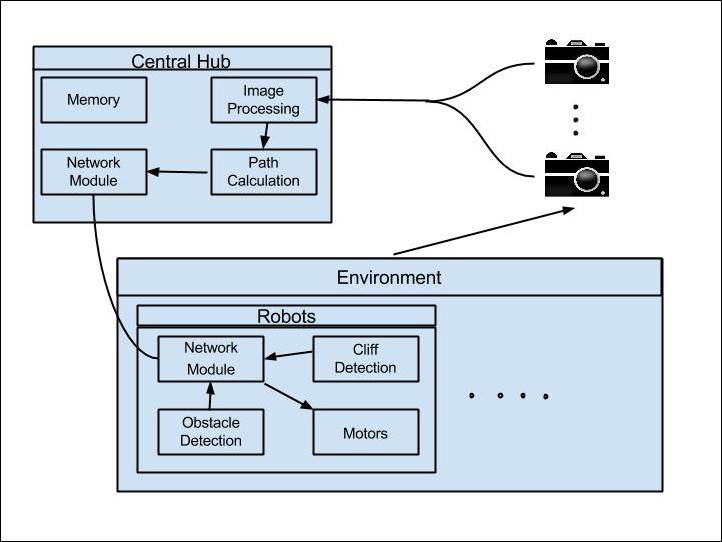 Central Hub
Memory
Image
Processing
Network
Module
Path
Calculation
Environment
Robots
Network
Module
Cliff
Detection
Obstacle
Detection
Motors